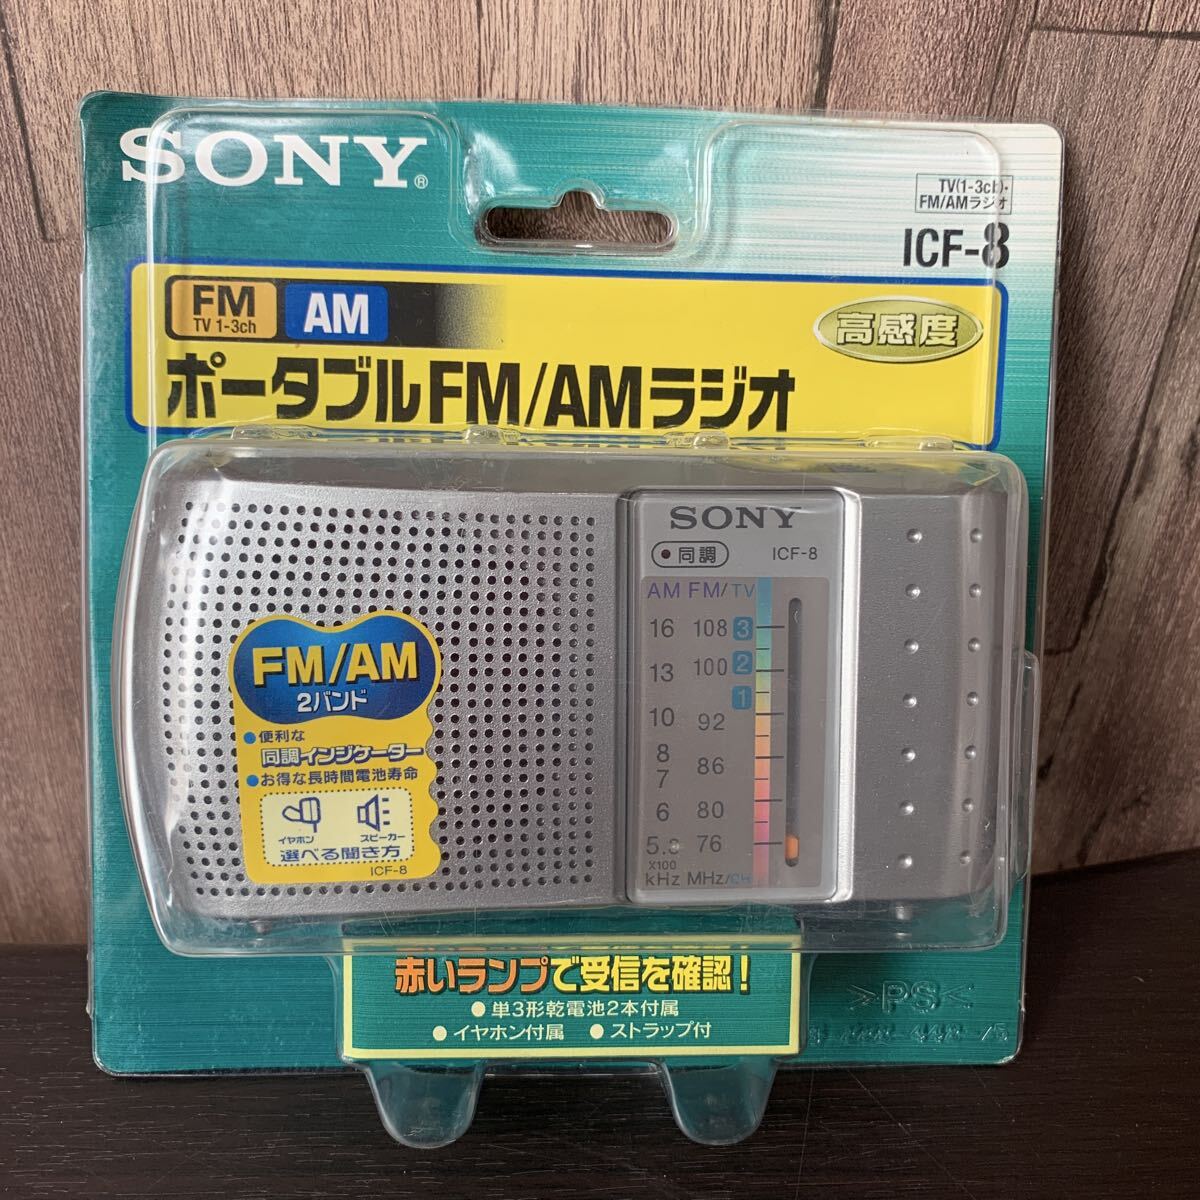 SONY®
TV(1-3ch)・
FM/AMラジオ
ICF-8
FM
TV 1-3ch
AM
高感度
ポータブルFM/AMラジオ
SONY
同調
ICF-8
AM FM/TV
16 108 3
13 100 2
1
10 92
8
7 86
6 80
5.3 76
X100
kHz MHz/CH
FM/AM
2バンド
●便利な
同調インジケーター
●お得な長時間電池寿命
イヤホン スピーカー
選べる聞き方
ICF-8
赤いランプで受信を確認!
●単3形乾電池2本付属
●イヤホン付属 ●ストラップ付
>PS<